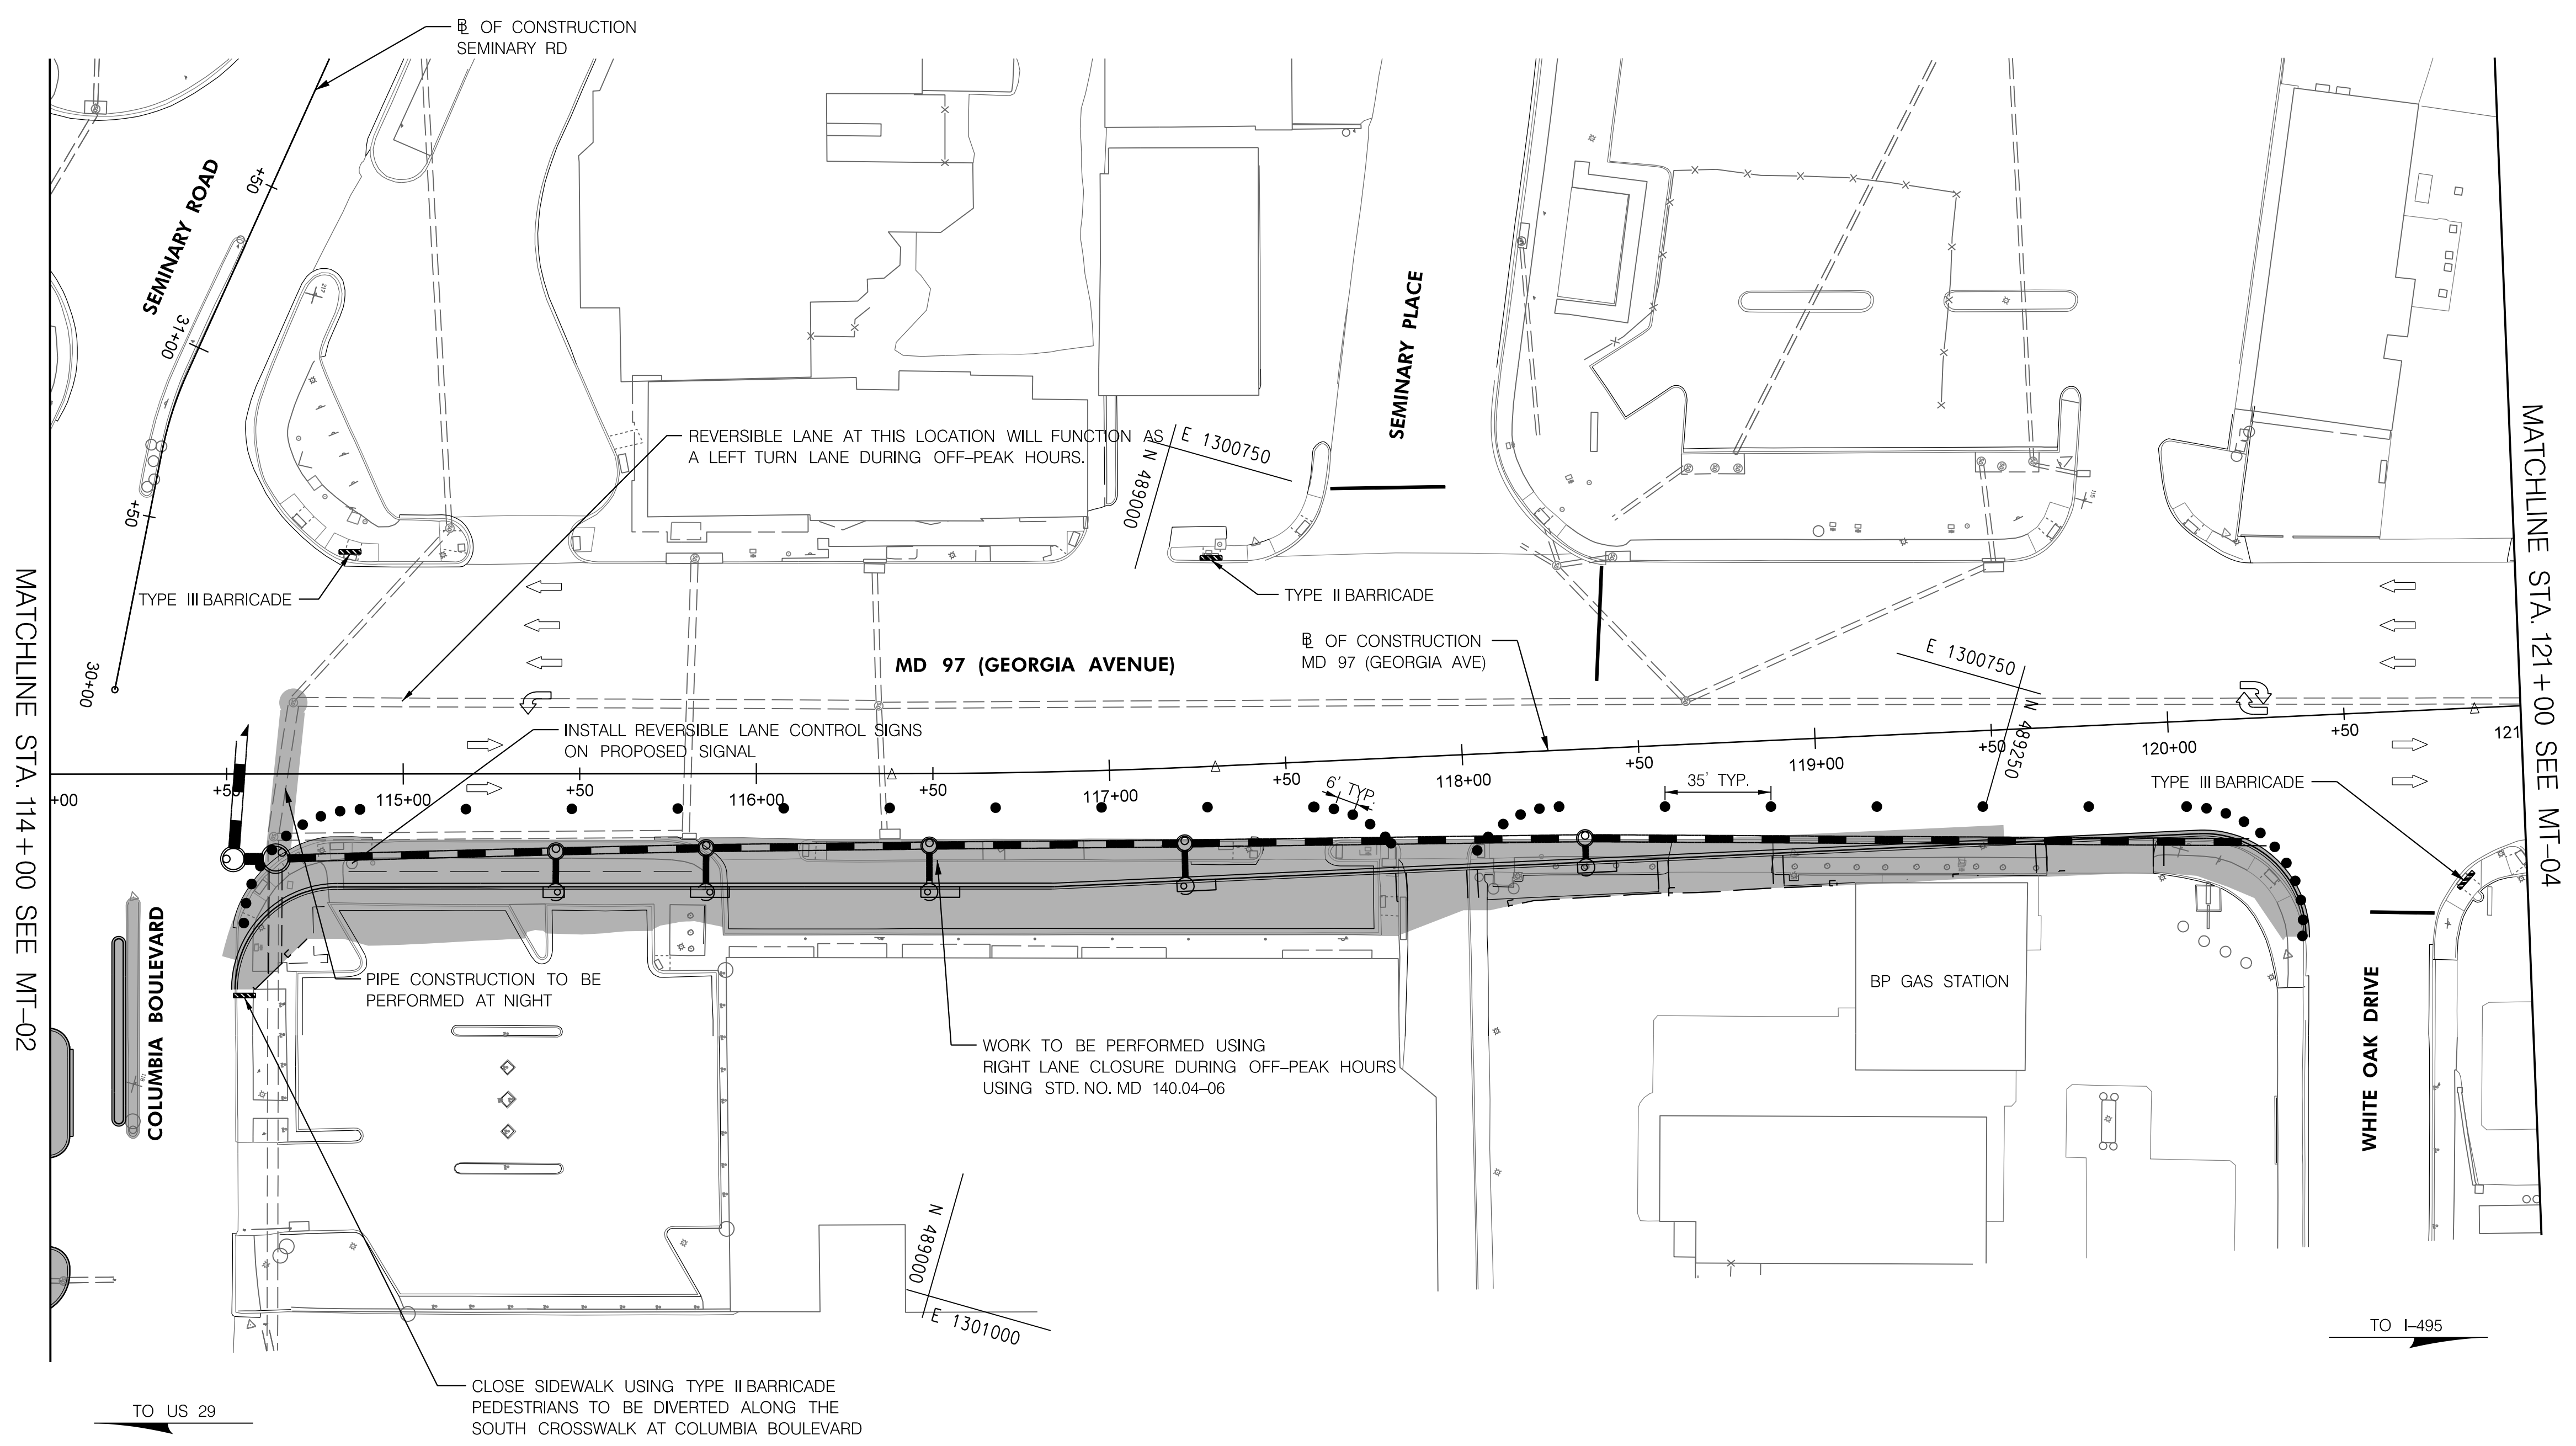 ℄ OF CONSTRUCTION
SEMINARY RD
SEMINARY ROAD
+50
31+00
+50
30+00
REVERSIBLE LANE AT THIS LOCATION WILL FUNCTION AS
A LEFT TURN LANE DURING OFF-PEAK HOURS.
E 1300750
N 489000
SEMINARY PLACE
TYPE III BARRICADE
TYPE II BARRICADE
℄ OF CONSTRUCTION
MD 97 (GEORGIA AVE)
MD 97 (GEORGIA AVENUE)
E 1300750
N 489250
MATCHLINE STA. 114+00 SEE MT-02
MATCHLINE STA. 121+00 SEE MT-04
INSTALL REVERSIBLE LANE CONTROL SIGNS
ON PROPOSED SIGNAL
+00
+50
115+00
+50
116+00
+50
117+00
+50
118+00
+50
119+00
+50
120+00
+50
121
6' TYP.
35' TYP.
TYPE III BARRICADE
COLUMBIA BOULEVARD
PIPE CONSTRUCTION TO BE
PERFORMED AT NIGHT
WORK TO BE PERFORMED USING
RIGHT LANE CLOSURE DURING OFF-PEAK HOURS
USING STD. NO. MD 140.04-06
BP GAS STATION
WHITE OAK DRIVE
N 489000
E 1301000
TO I-495
CLOSE SIDEWALK USING TYPE II BARRICADE
PEDESTRIANS TO BE DIVERTED ALONG THE
SOUTH CROSSWALK AT COLUMBIA BOULEVARD
TO US 29